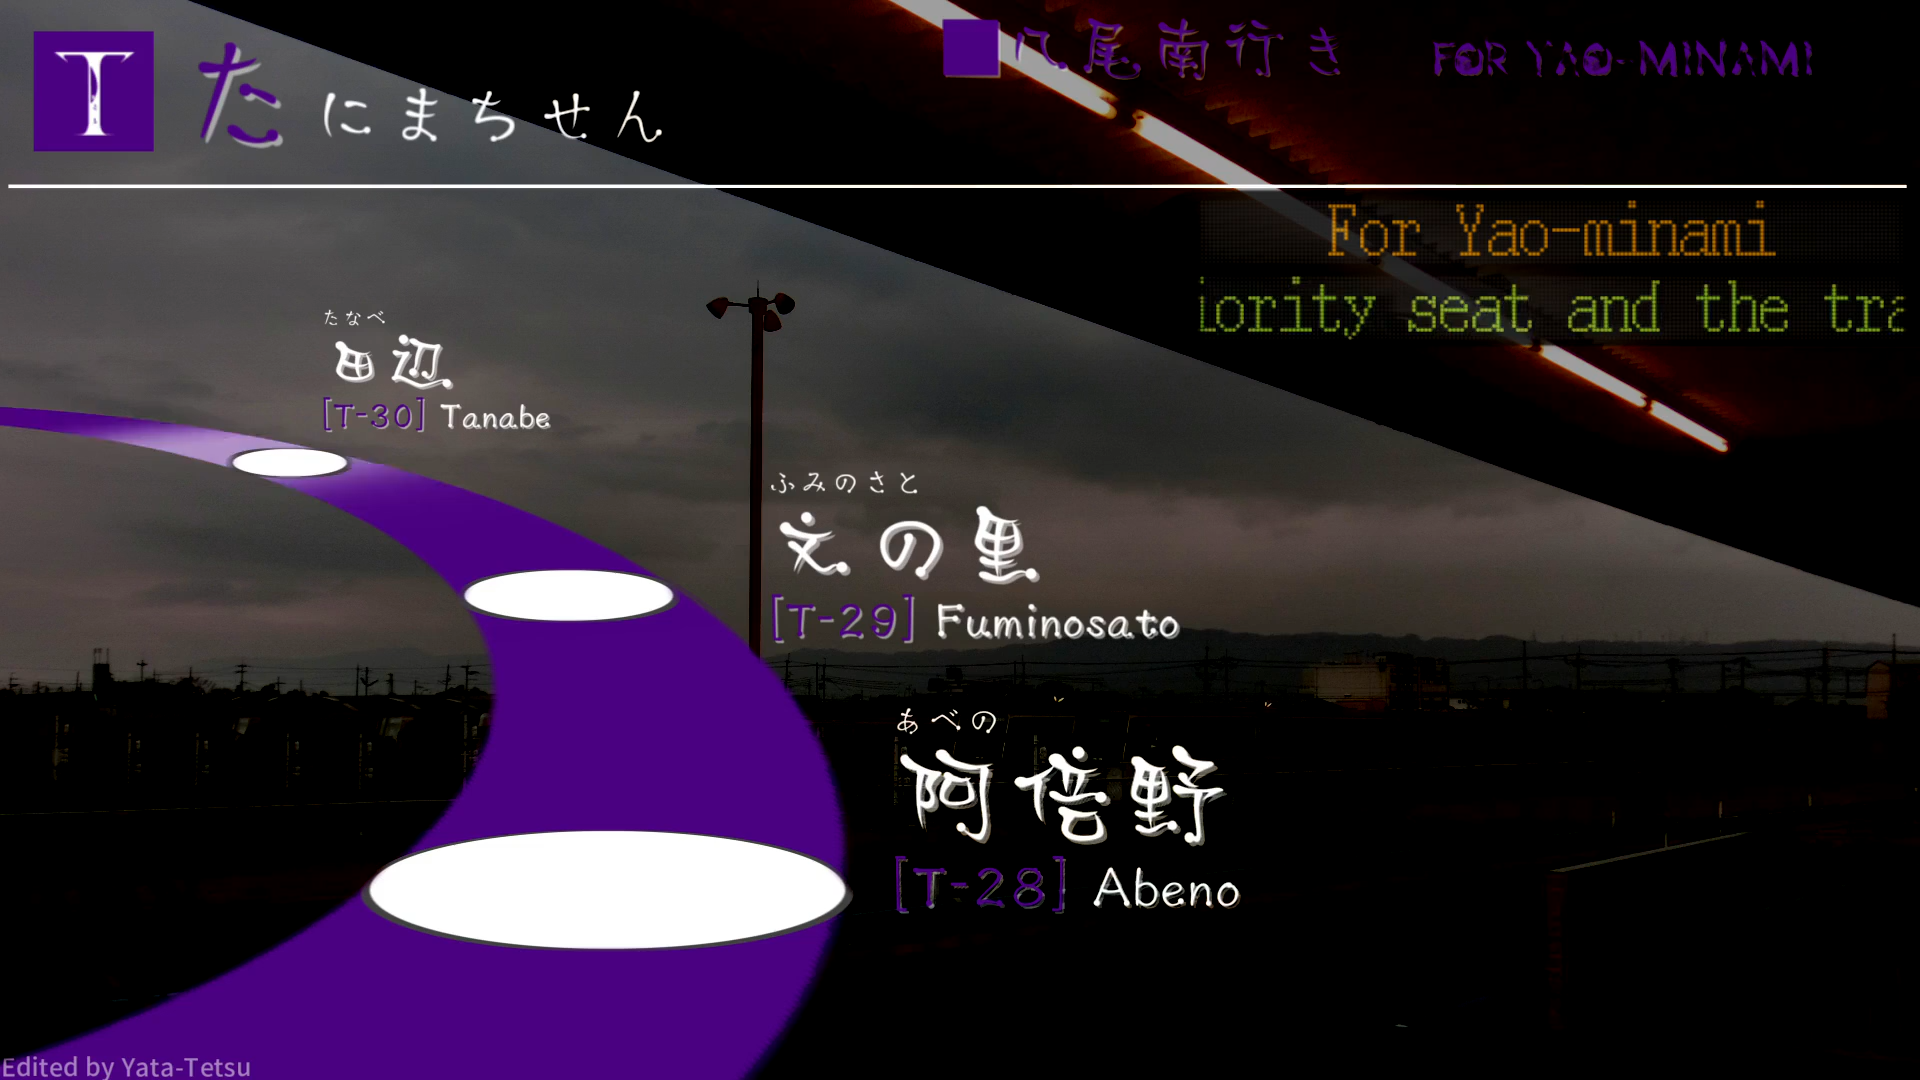 T たにまちせん
八尾南行き FOR YAO-MINAMI
For Yao-minami
iority seat and the tra
たなべ
田辺
[T-30] Tanabe
ふみのさと
文の里
[T-29] Fuminosato
あべの
阿倍野
[T-28] Abeno
Edited by Yata-Tetsu